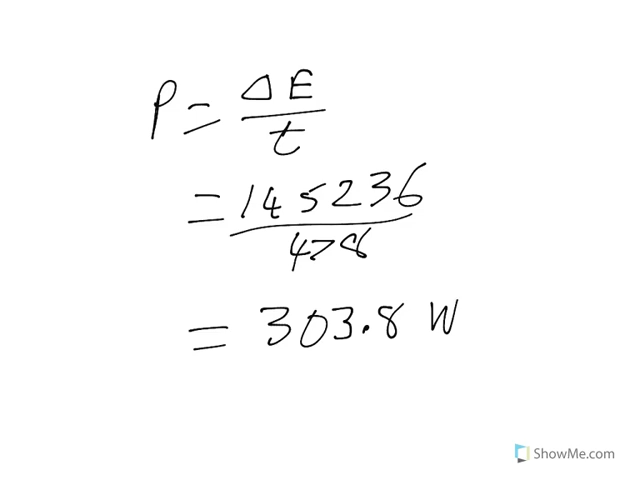 P = ΔE / t
= 145236 / 478
= 303.8 W
ShowMe.com